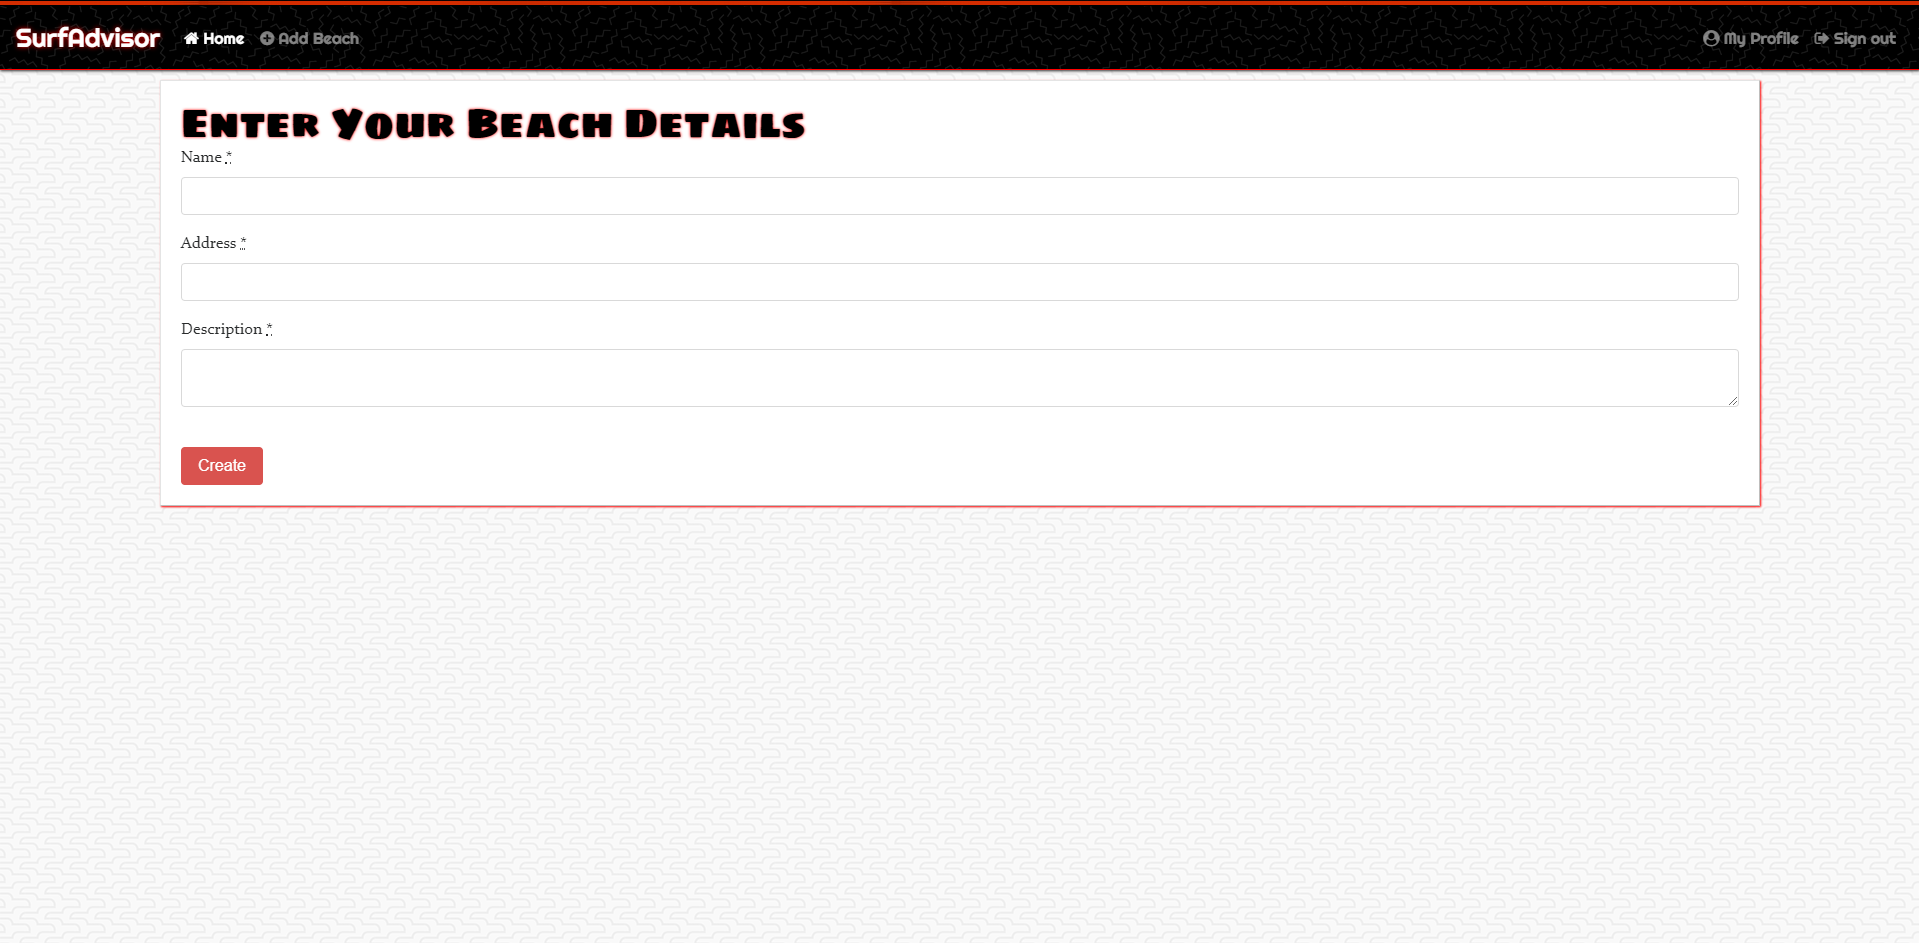 SurfAdvisor Home Add Beach My Profile Sign out
Enter Your Beach Details
Name *
Address *
Description *
Create